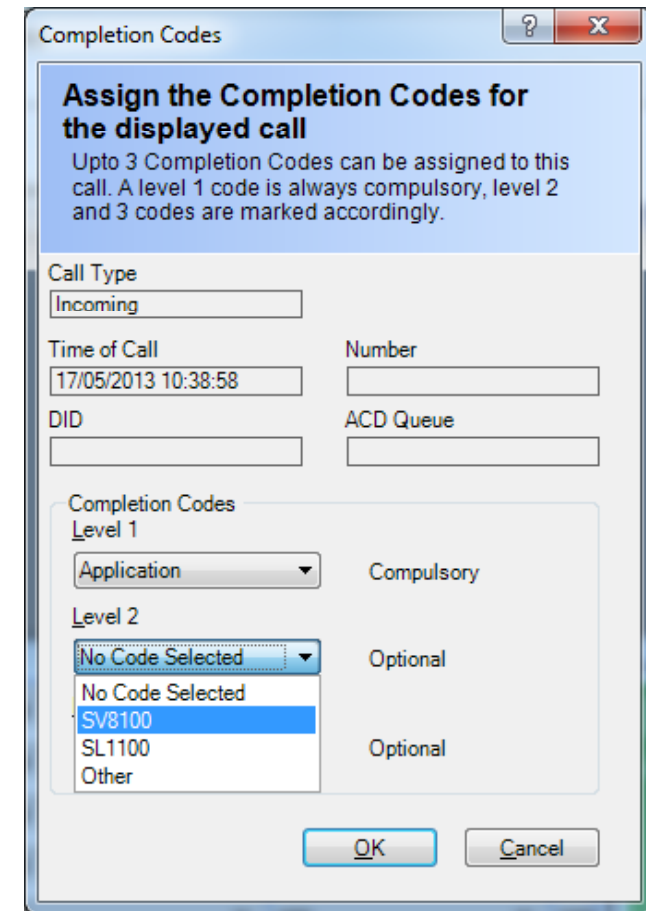 Completion Codes
Assign the Completion Codes for
the displayed call
Upto 3 Completion Codes can be assigned to this
call. A level 1 code is always compulsory, level 2
and 3 codes are marked accordingly.
Call Type
Incoming
Time of Call Number
17/05/2013 10:38:58
DID ACD Queue
Completion Codes
Level 1
Application Compulsory
Level 2
No Code Selected Optional
No Code Selected
SV8100
SL1100 Optional
Other
OK Cancel